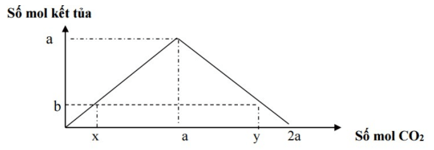 Số mol kết tủa
a
b
x a y 2a
Số mol CO₂